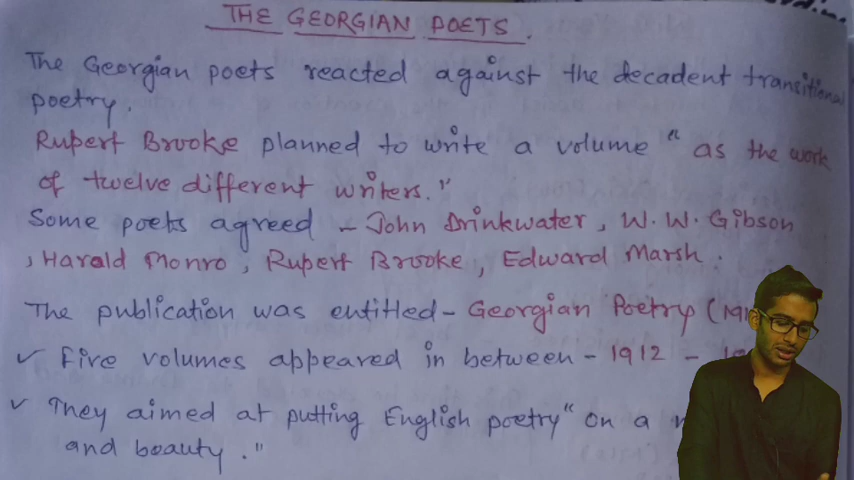 THE GEORGIAN POETS.
The Georgian poets reacted against the decadent transitional
poetry.
Rupert Brooke planned to write a volume "as the work
of twelve different writers."
Some poets agreed - John Drinkwater, W. W. Gibson
, Harald Monro, Rupert Brooke, Edward Marsh.
The publication was entitled - Georgian Poetry
✓ Five volumes appeared in between - 1912 -
✓ They aimed at putting English poetry "on a
and beauty."